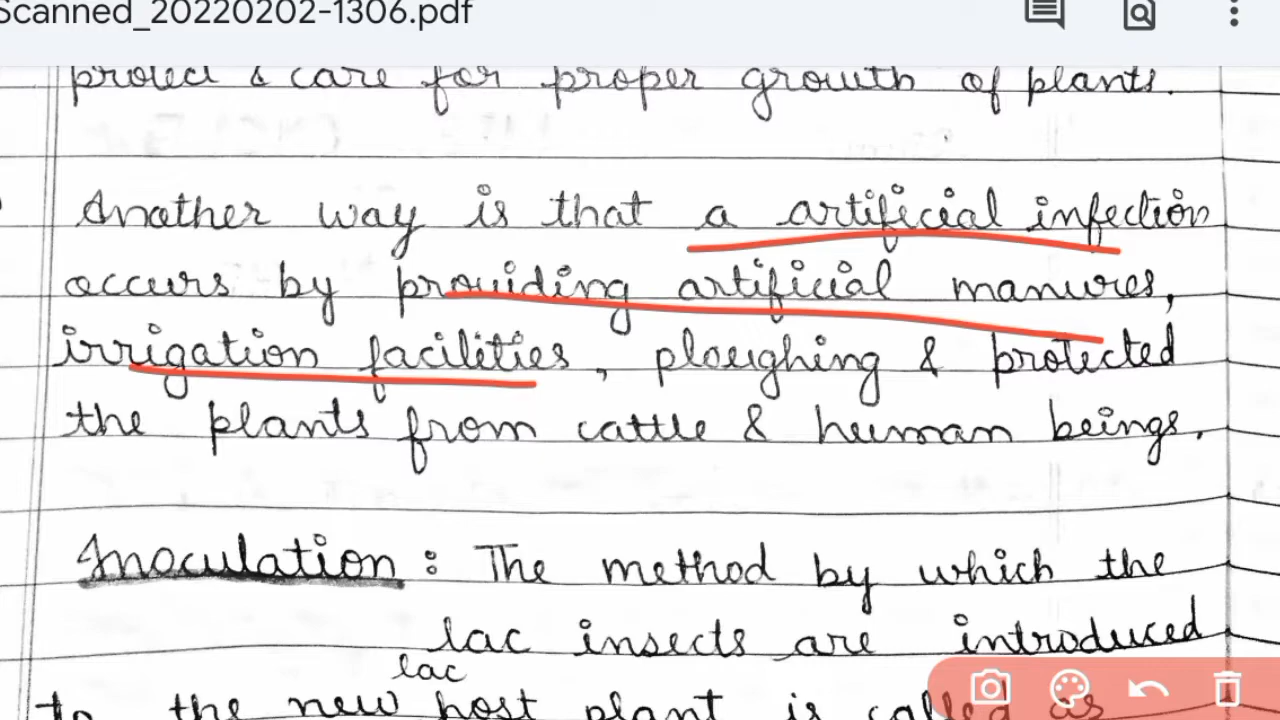 Scanned_20220202-1306.pdf
protect & care for proper growth of plants.
Another way is that a artificial infection
occurs by providing artificial manures,
irrigation facilities, ploughing & protected
the plants from cattle & human beings.
Inoculation : The method by which the
lac insects are introduced
lac
to the new host plant is called as